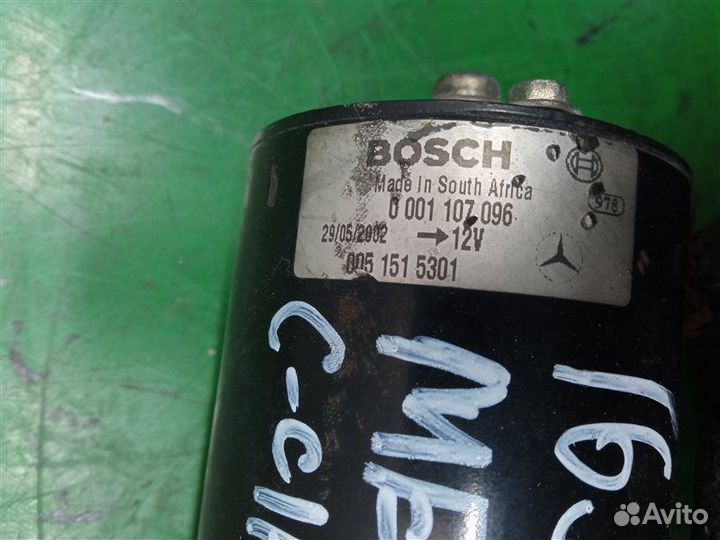 BOSCH
Made In South Africa
0 001 107 096
978
29/05/2002 → 12V
005 151 5301
Avito